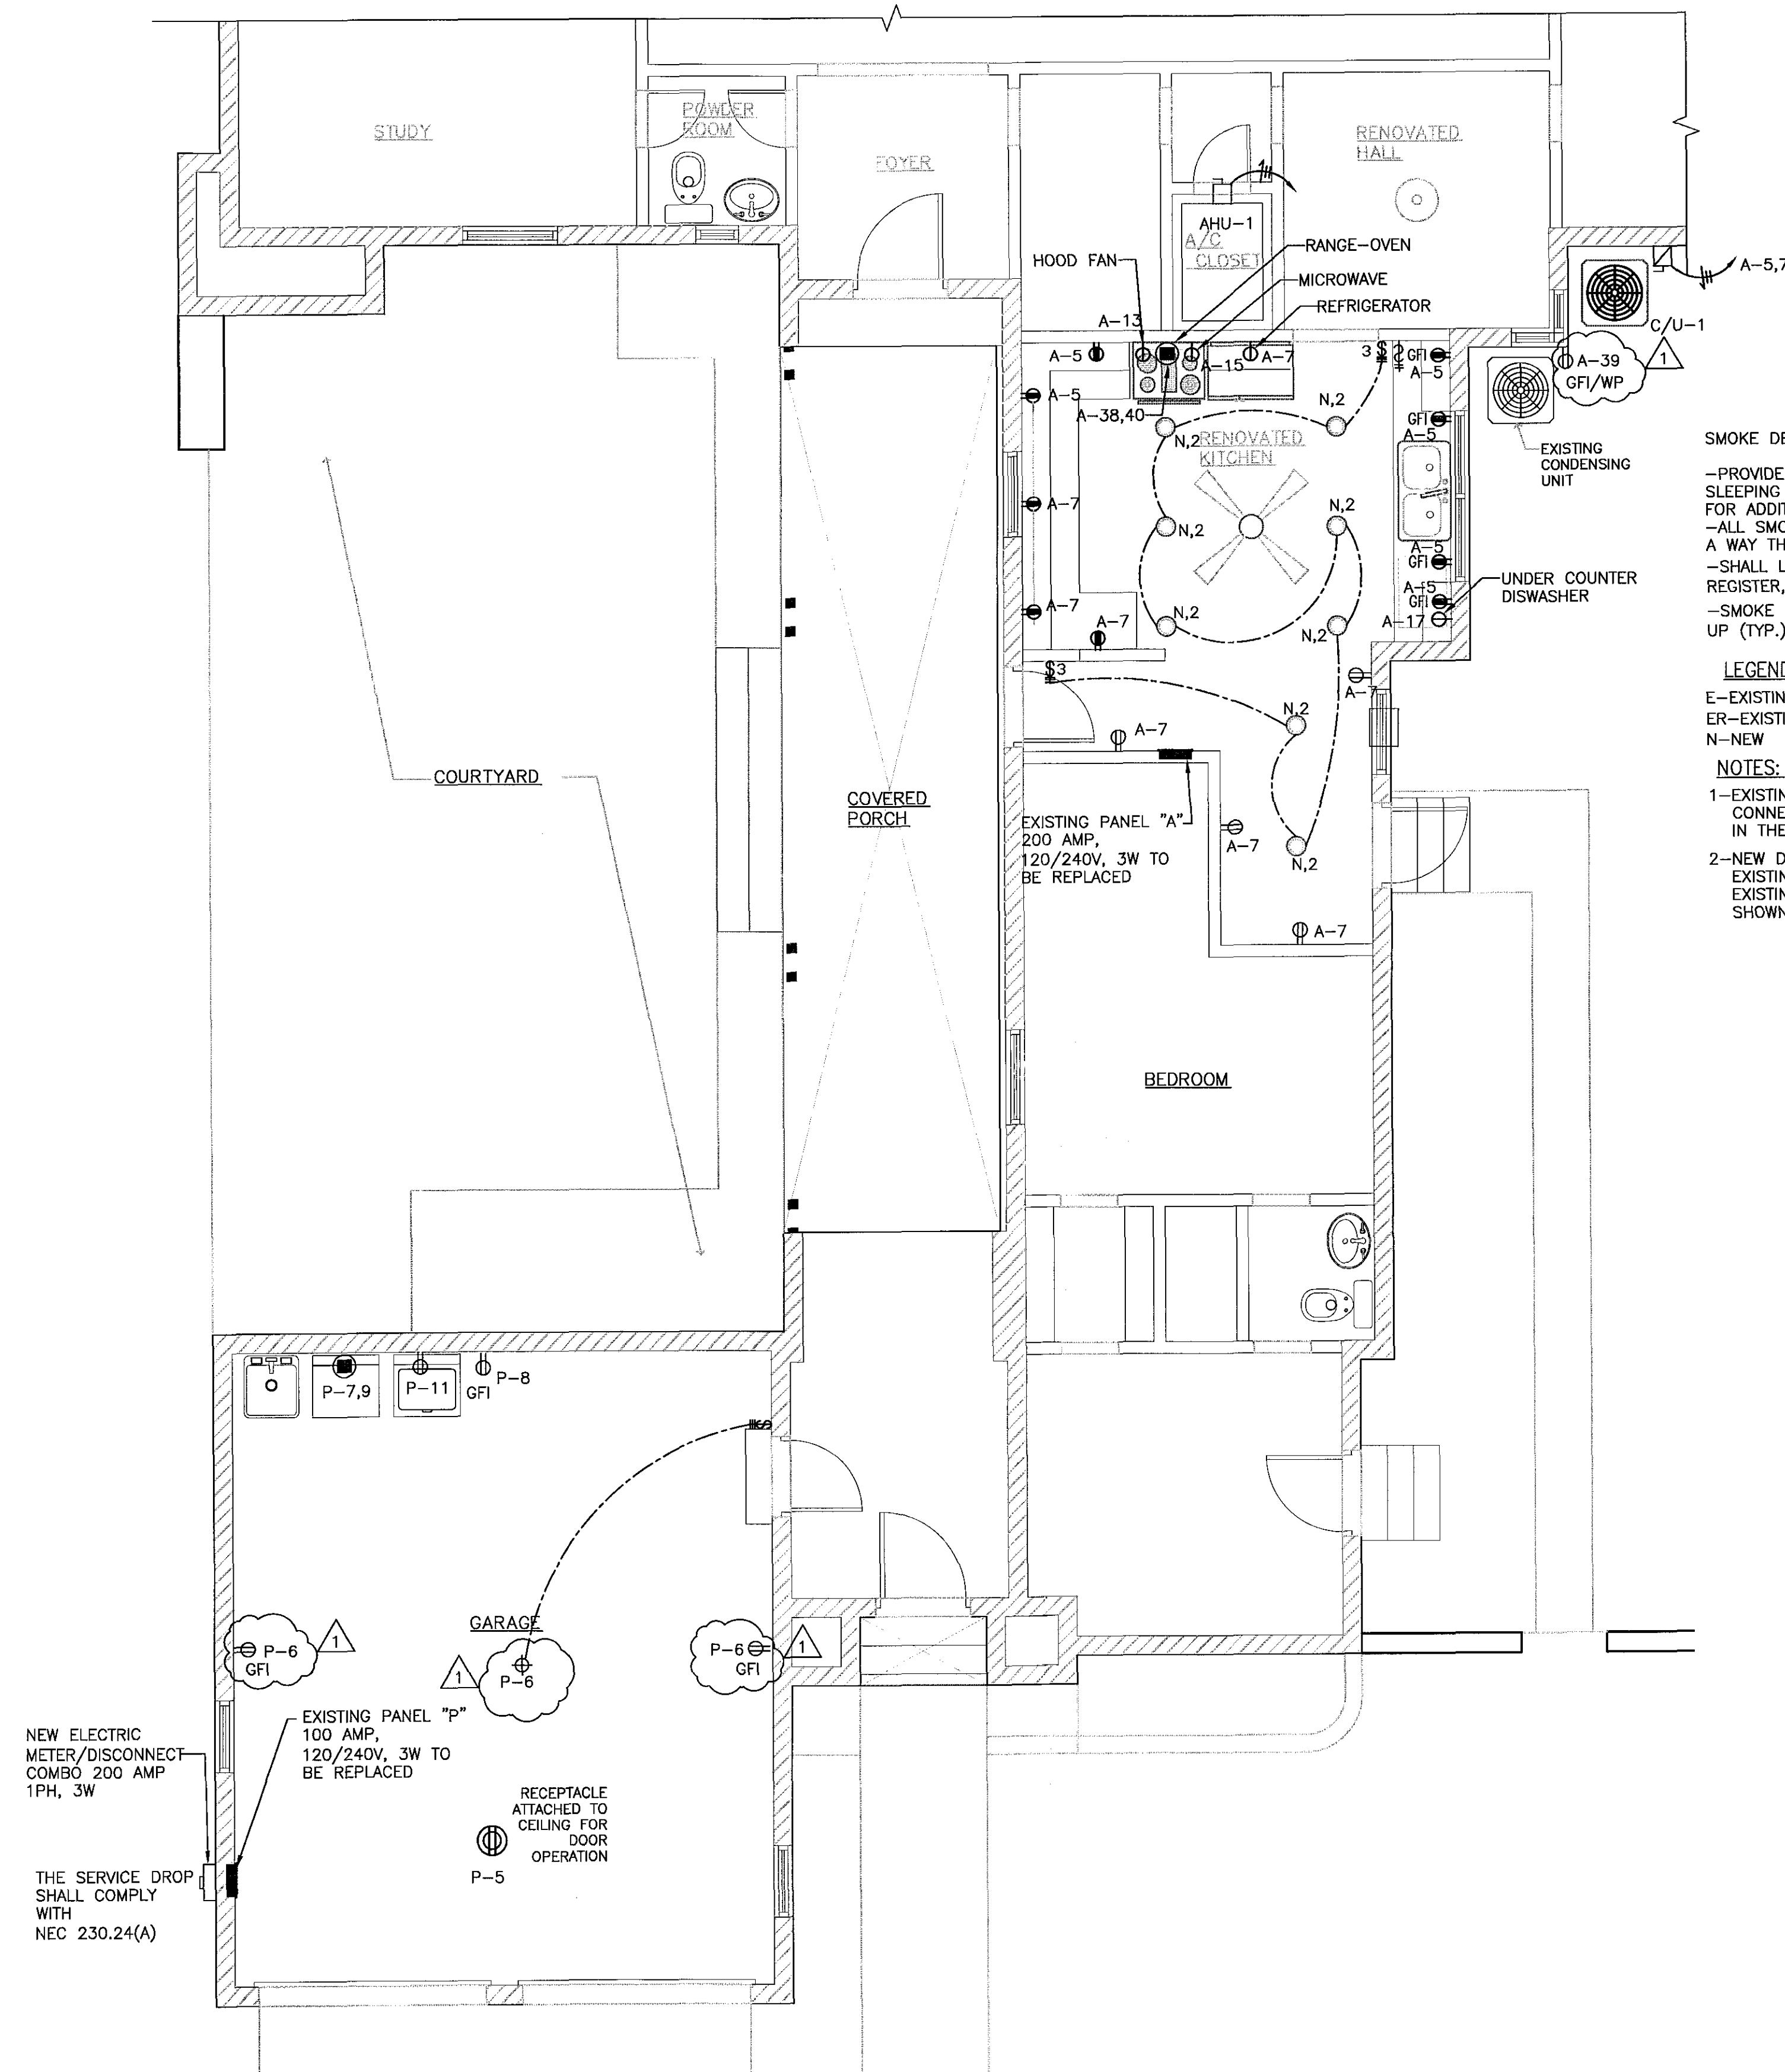 STUDY
POWDER
ROOM
FOYER
RENOVATED
HALL
AHU-1
A/C
CLOSET
RANGE-OVEN
HOOD FAN
MICROWAVE
REFRIGERATOR
A-5,7
C/U-1
A-13
A-5
A-15
A-7
3
GFI
A-5
A-39
GFI/WP
1
A-5
A-38,40
N,2
N,2
RENOVATED
KITCHEN
GFI
A-5
EXISTING
CONDENSING
UNIT
A-7
N,2
N,2
A-5
GFI
A-5
GFI
A-17
UNDER COUNTER
DISWASHER
A-7
A-7
N,2
N,2
$3
A-7
N,2
A-7
EXISTING PANEL "A"
200 AMP,
120/240V, 3W TO
BE REPLACED
A-7
N,2
A-7
COURTYARD
COVERED
PORCH
BEDROOM
SMOKE DE
-PROVIDE
SLEEPING
FOR ADDIT
-ALL SMO
A WAY TH
-SHALL L
REGISTER,
-SMOKE
UP (TYP.)
LEGEND
E-EXISTIN
ER-EXISTI
N-NEW
NOTES:
1-EXISTIN
CONNE
IN THE
2-NEW D
EXISTIN
EXISTIN
SHOWN
P-7,9
P-11
GFI
P-8
GARAGE
P-6
GFI
1
1
P-6
P-6
GFI
1
NEW ELECTRIC
METER/DISCONNECT
COMBO 200 AMP
1PH, 3W
EXISTING PANEL "P"
100 AMP,
120/240V, 3W TO
BE REPLACED
RECEPTACLE
ATTACHED TO
CEILING FOR
DOOR
OPERATION
P-5
THE SERVICE DROP
SHALL COMPLY
WITH
NEC 230.24(A)